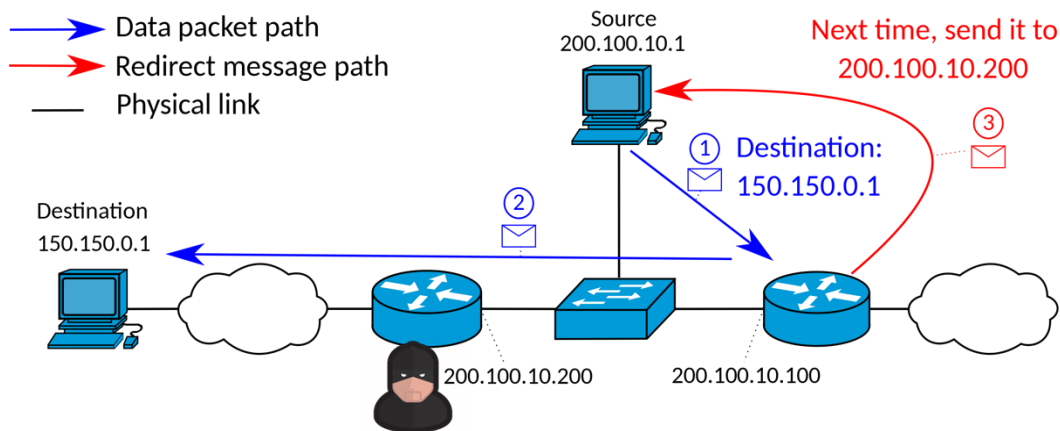 Data packet path
Redirect message path
Physical link
Source
200.100.10.1
Next time, send it to
200.100.10.200
3
1
Destination:
150.150.0.1
2
Destination
150.150.0.1
200.100.10.200
200.100.10.100